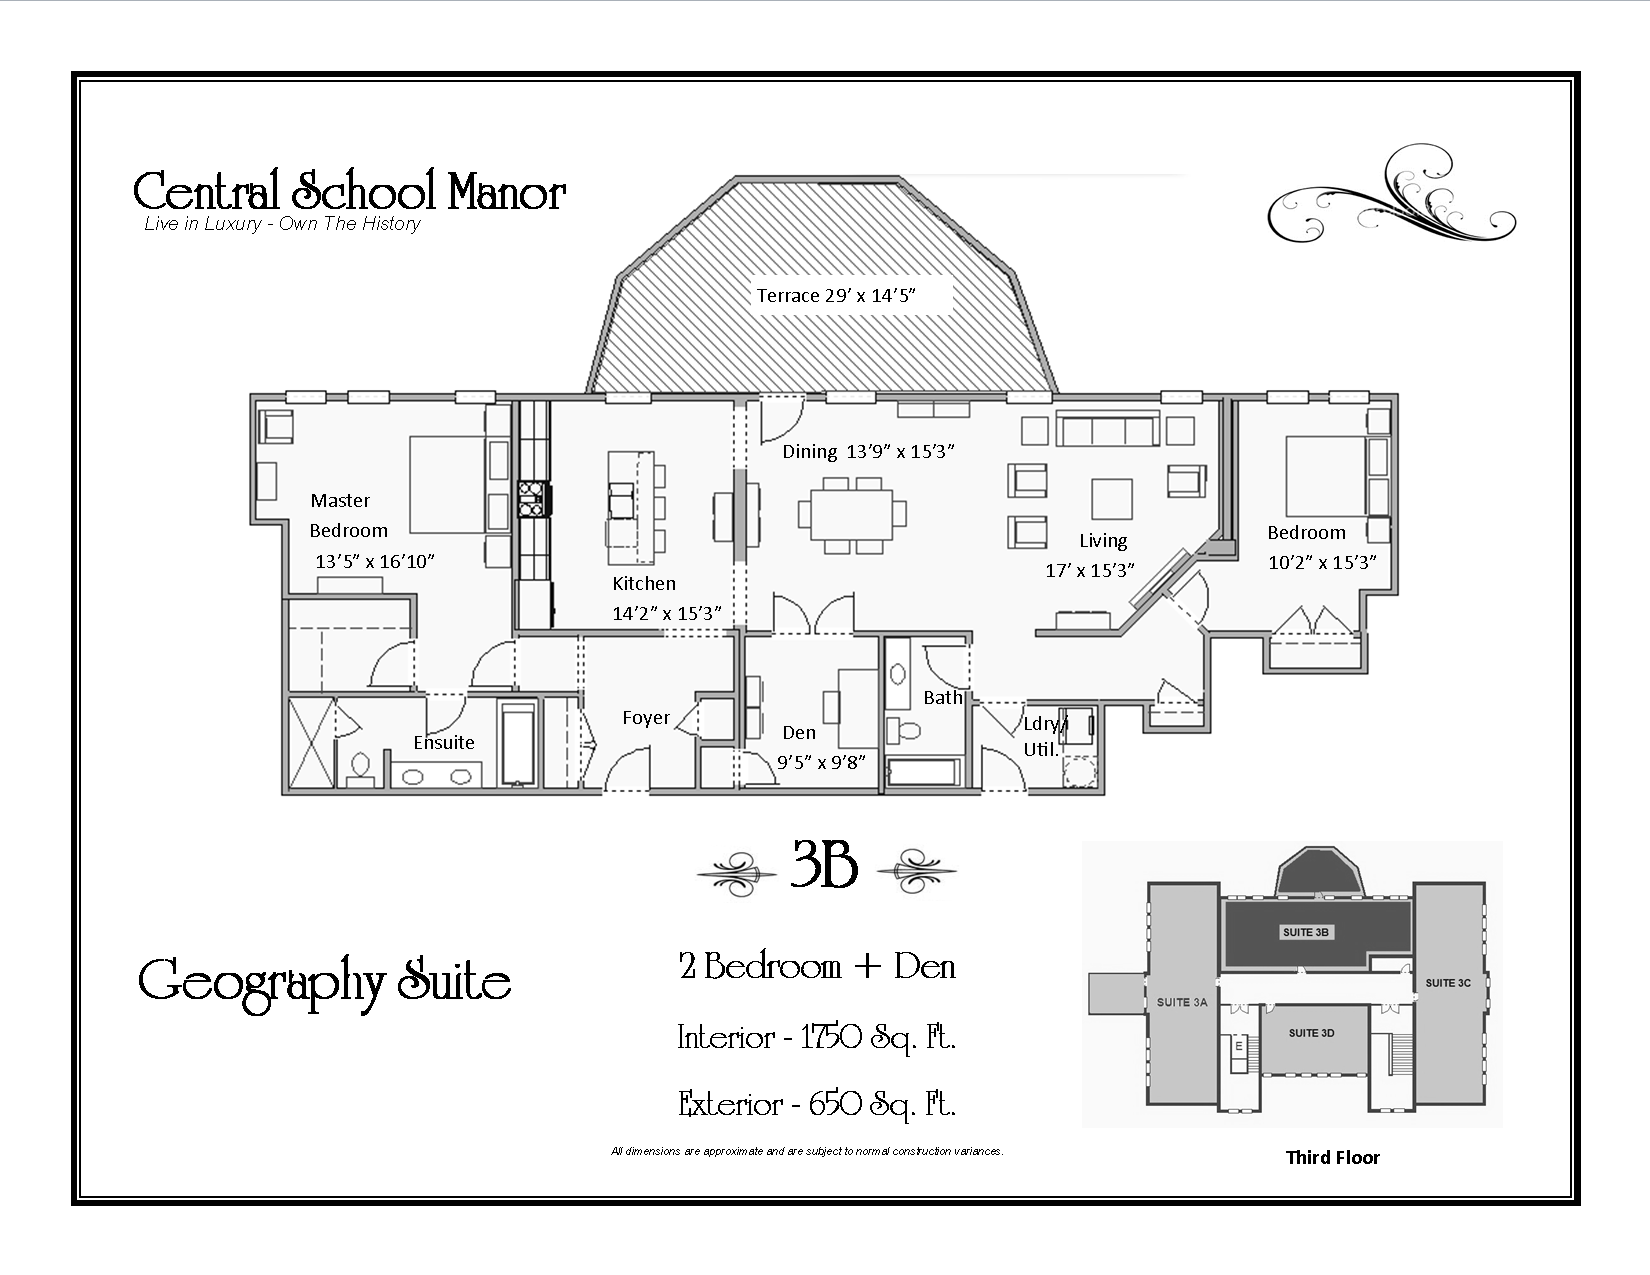 Central School Manor
Live in Luxury - Own The History
Terrace 29’ x 14’5”
Dining 13’9” x 15’3”
Master
Bedroom
13’5” x 16’10”
Kitchen
14’2” x 15’3”
Living
17’ x 15’3”
Bedroom
10’2” x 15’3”
Ensuite
Foyer
Den
9’5” x 9’8”
Bath
Ldry/
Util.
3B
Geography Suite
2 Bedroom + Den
Interior - 1750 Sq. Ft.
Exterior - 650 Sq. Ft.
All dimensions are approximate and are subject to normal construction variances.
SUITE 3B
SUITE 3A
SUITE 3C
SUITE 3D
E
Third Floor